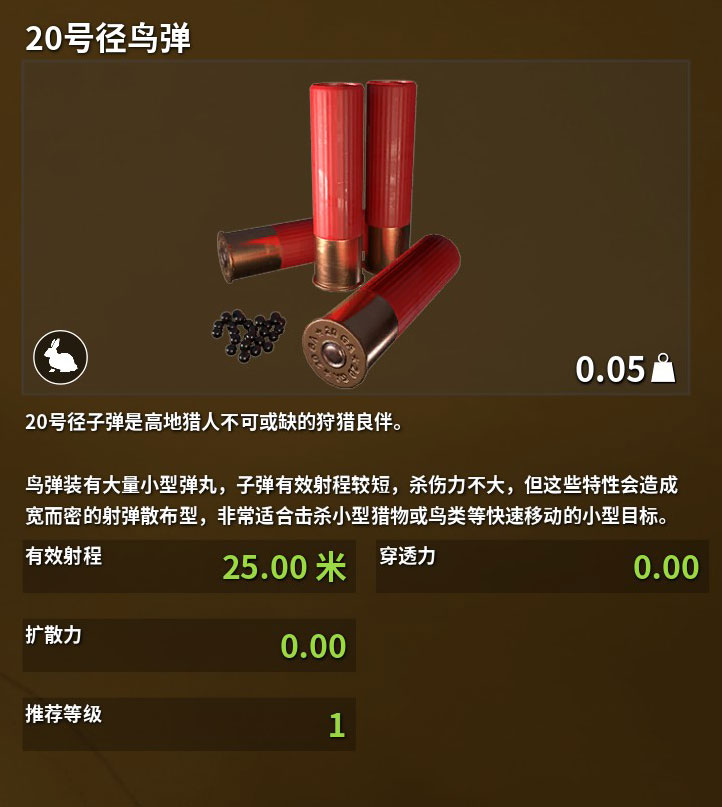 20号径鸟弹
20 GA
0.05
20号径子弹是高地猎人不可或缺的狩猎良伴。
鸟弹装有大量小型弹丸，子弹有效射程较短，杀伤力不大，但这些特性会造成
宽而密的射弹散布型，非常适合击杀小型猎物或鸟类等快速移动的小型目标。
有效射程
25.00 米
穿透力
0.00
扩散力
0.00
推荐等级
1